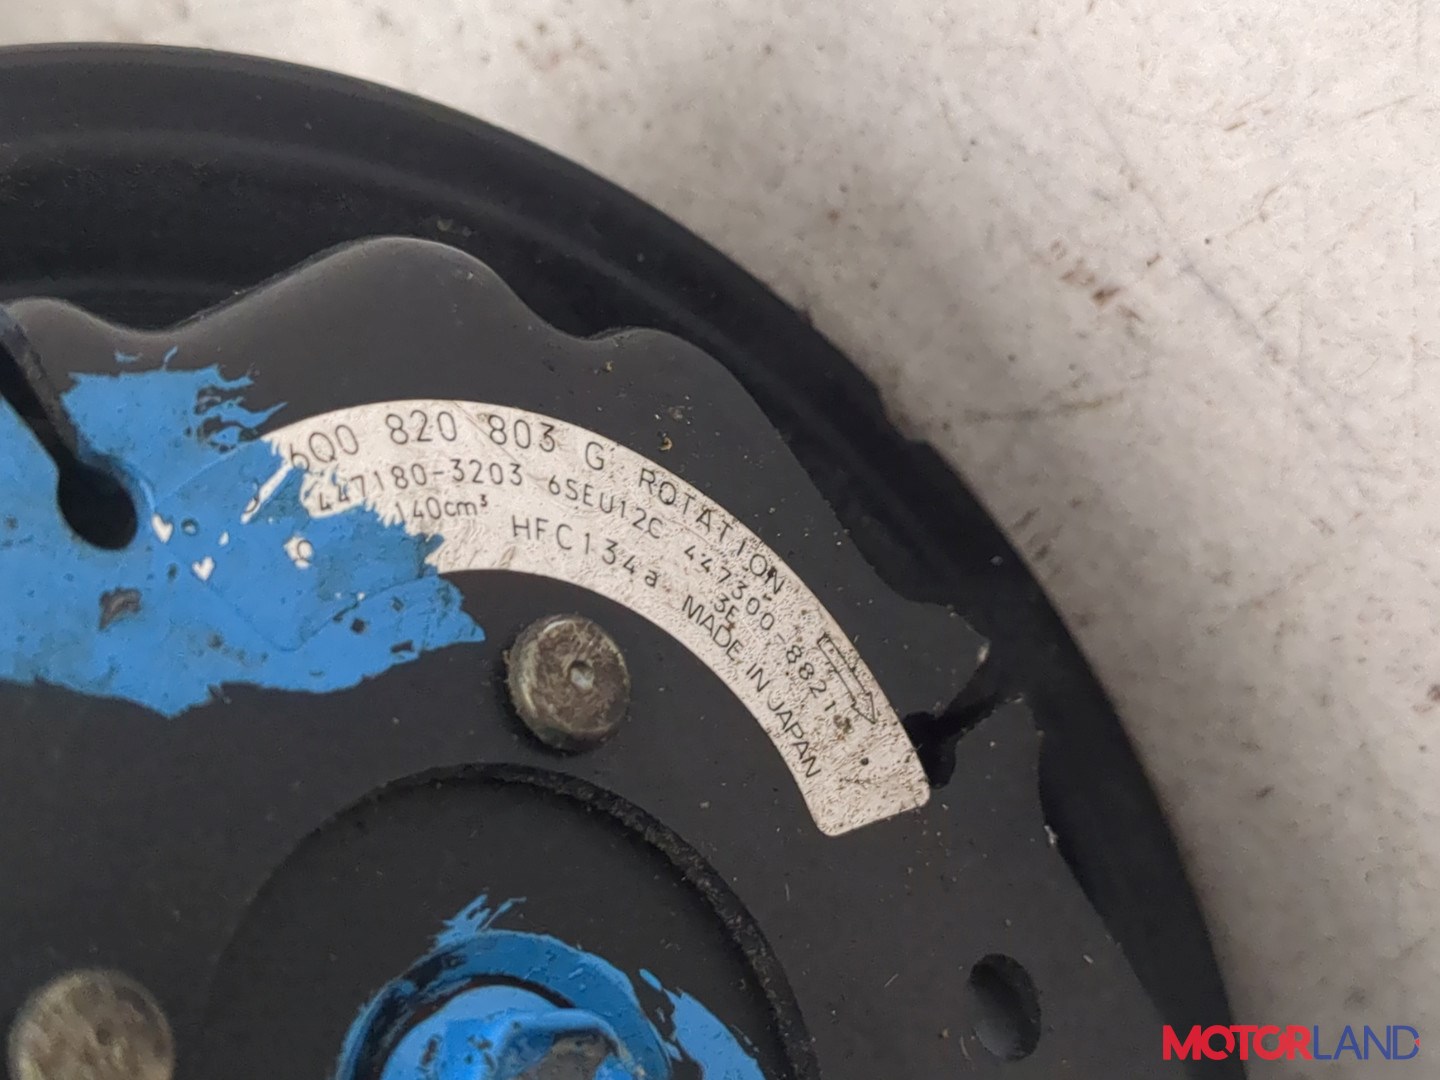 6Q0 820 803 G ROTATION
447180-3203 6SEU12C 447300-8821
140cm³ HFC134a 3E
MADE IN JAPAN
MOTORLAND